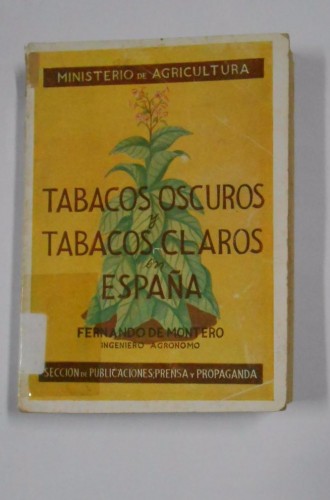 MINISTERIO DE AGRICULTURA
TABACOS OSCUROS
y
TABACOS CLAROS
en
ESPAÑA
FERNANDO DE MONTERO
INGENIERO AGRONOMO
SECCION DE PUBLICACIONES, PRENSA Y PROPAGANDA